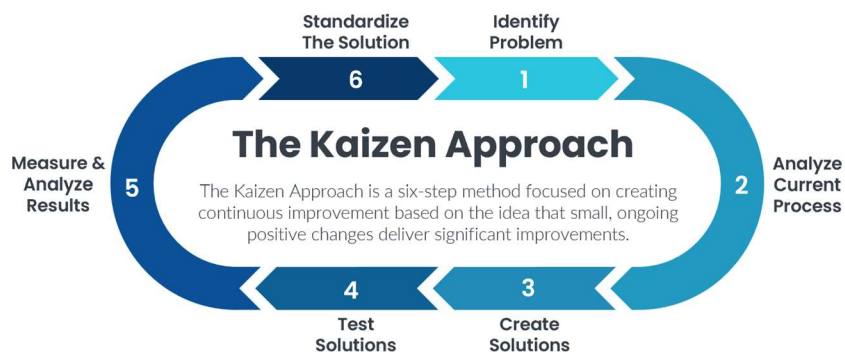 Standardize
The Solution
6
Identify
Problem
1
The Kaizen Approach
The Kaizen Approach is a six-step method focused on creating
continuous improvement based on the idea that small, ongoing
positive changes deliver significant improvements.
2
Analyze
Current
Process
3
Create
Solutions
4
Test
Solutions
5
Measure &
Analyze
Results